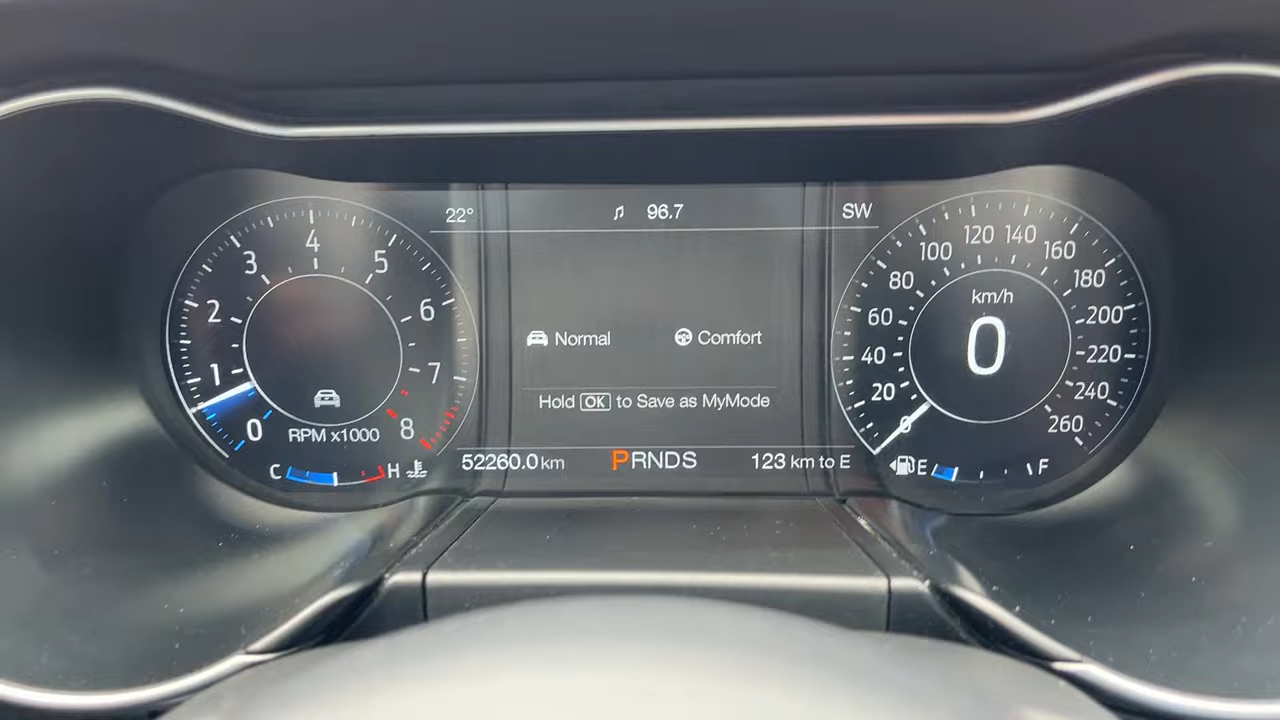 22° 96.7 SW
0 1 2 3 4 5 6 7 8
RPM x1000
C H
Normal Comfort
Hold OK to Save as MyMode
52260.0 km PRNDS 123 km to E
0 20 40 60 80 100 120 140 160 180 200 220 240 260
km/h
0
E F